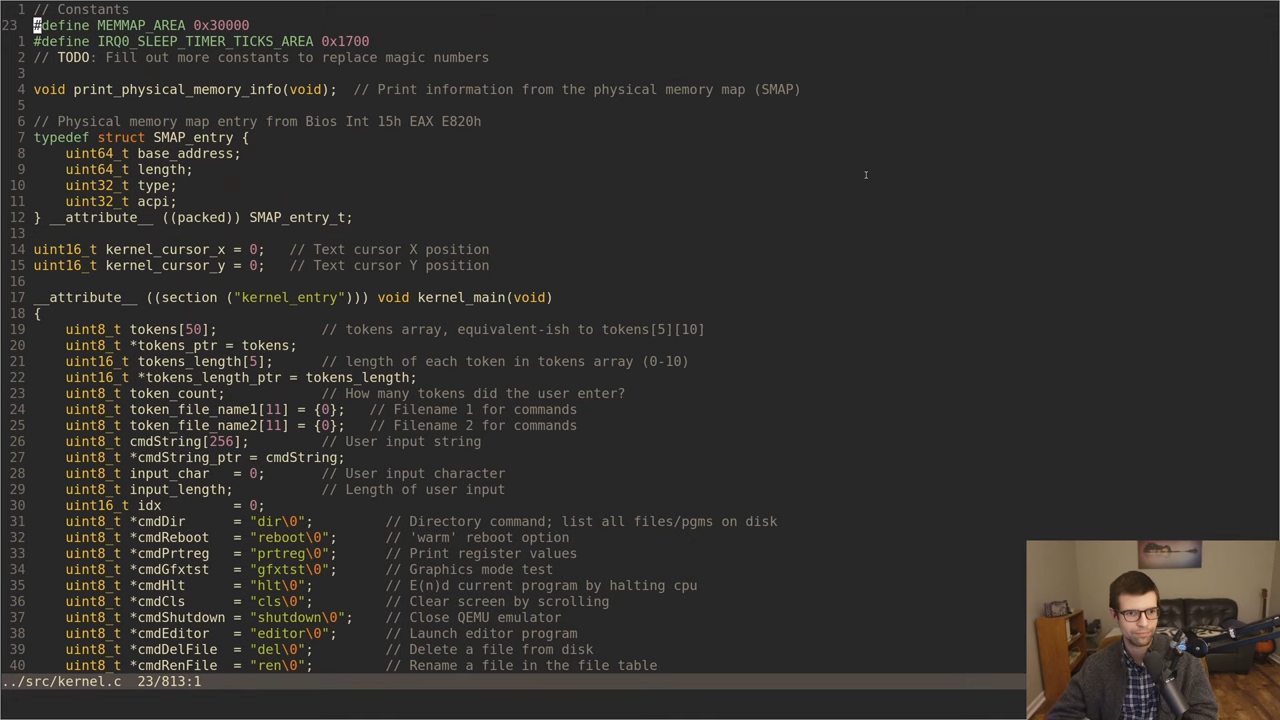 1 // Constants
23 #define MEMMAP_AREA 0x30000
1 #define IRQ0_SLEEP_TIMER_TICKS_AREA 0x1700
2 // TODO: Fill out more constants to replace magic numbers
3
4 void print_physical_memory_info(void);  // Print information from the physical memory map (SMAP)
5
6 // Physical memory map entry from Bios Int 15h EAX E820h
7 typedef struct SMAP_entry {
8     uint64_t base_address;
9     uint64_t length;
10     uint32_t type;
11     uint32_t acpi;
12 } __attribute__ ((packed)) SMAP_entry_t;
13
14 uint16_t kernel_cursor_x = 0;   // Text cursor X position
15 uint16_t kernel_cursor_y = 0;   // Text cursor Y position
16
17 __attribute__ ((section ("kernel_entry"))) void kernel_main(void)
18 {
19     uint8_t tokens[50];             // tokens array, equivalent-ish to tokens[5][10]
20     uint8_t *tokens_ptr = tokens;
21     uint16_t tokens_length[5];      // length of each token in tokens array (0-10)
22     uint16_t *tokens_length_ptr = tokens_length;
23     uint8_t token_count;            // How many tokens did the user enter?
24     uint8_t token_file_name1[11] = {0};   // Filename 1 for commands
25     uint8_t token_file_name2[11] = {0};   // Filename 2 for commands
26     uint8_t cmdString[256];         // User input string
27     uint8_t *cmdString_ptr = cmdString;
28     uint8_t input_char   = 0;       // User input character
29     uint8_t input_length;           // Length of user input
30     uint16_t idx         = 0;
31     uint8_t *cmdDir      = "dir\0";         // Directory command; list all files/pgms on disk
32     uint8_t *cmdReboot   = "reboot\0";      // 'warm' reboot option
33     uint8_t *cmdPrtreg   = "prtreg\0";      // Print register values
34     uint8_t *cmdGfxtst   = "gfxtst\0";      // Graphics mode test
35     uint8_t *cmdHlt      = "hlt\0";         // E(n)d current program by halting cpu
36     uint8_t *cmdCls      = "cls\0";         // Clear screen by scrolling
37     uint8_t *cmdShutdown = "shutdown\0";    // Close QEMU emulator
38     uint8_t *cmdEditor   = "editor\0";      // Launch editor program
39     uint8_t *cmdDelFile  = "del\0";         // Delete a file from disk
40     uint8_t *cmdRenFile  = "ren\0";         // Rename a file in the file table
../src/kernel.c  23/813:1